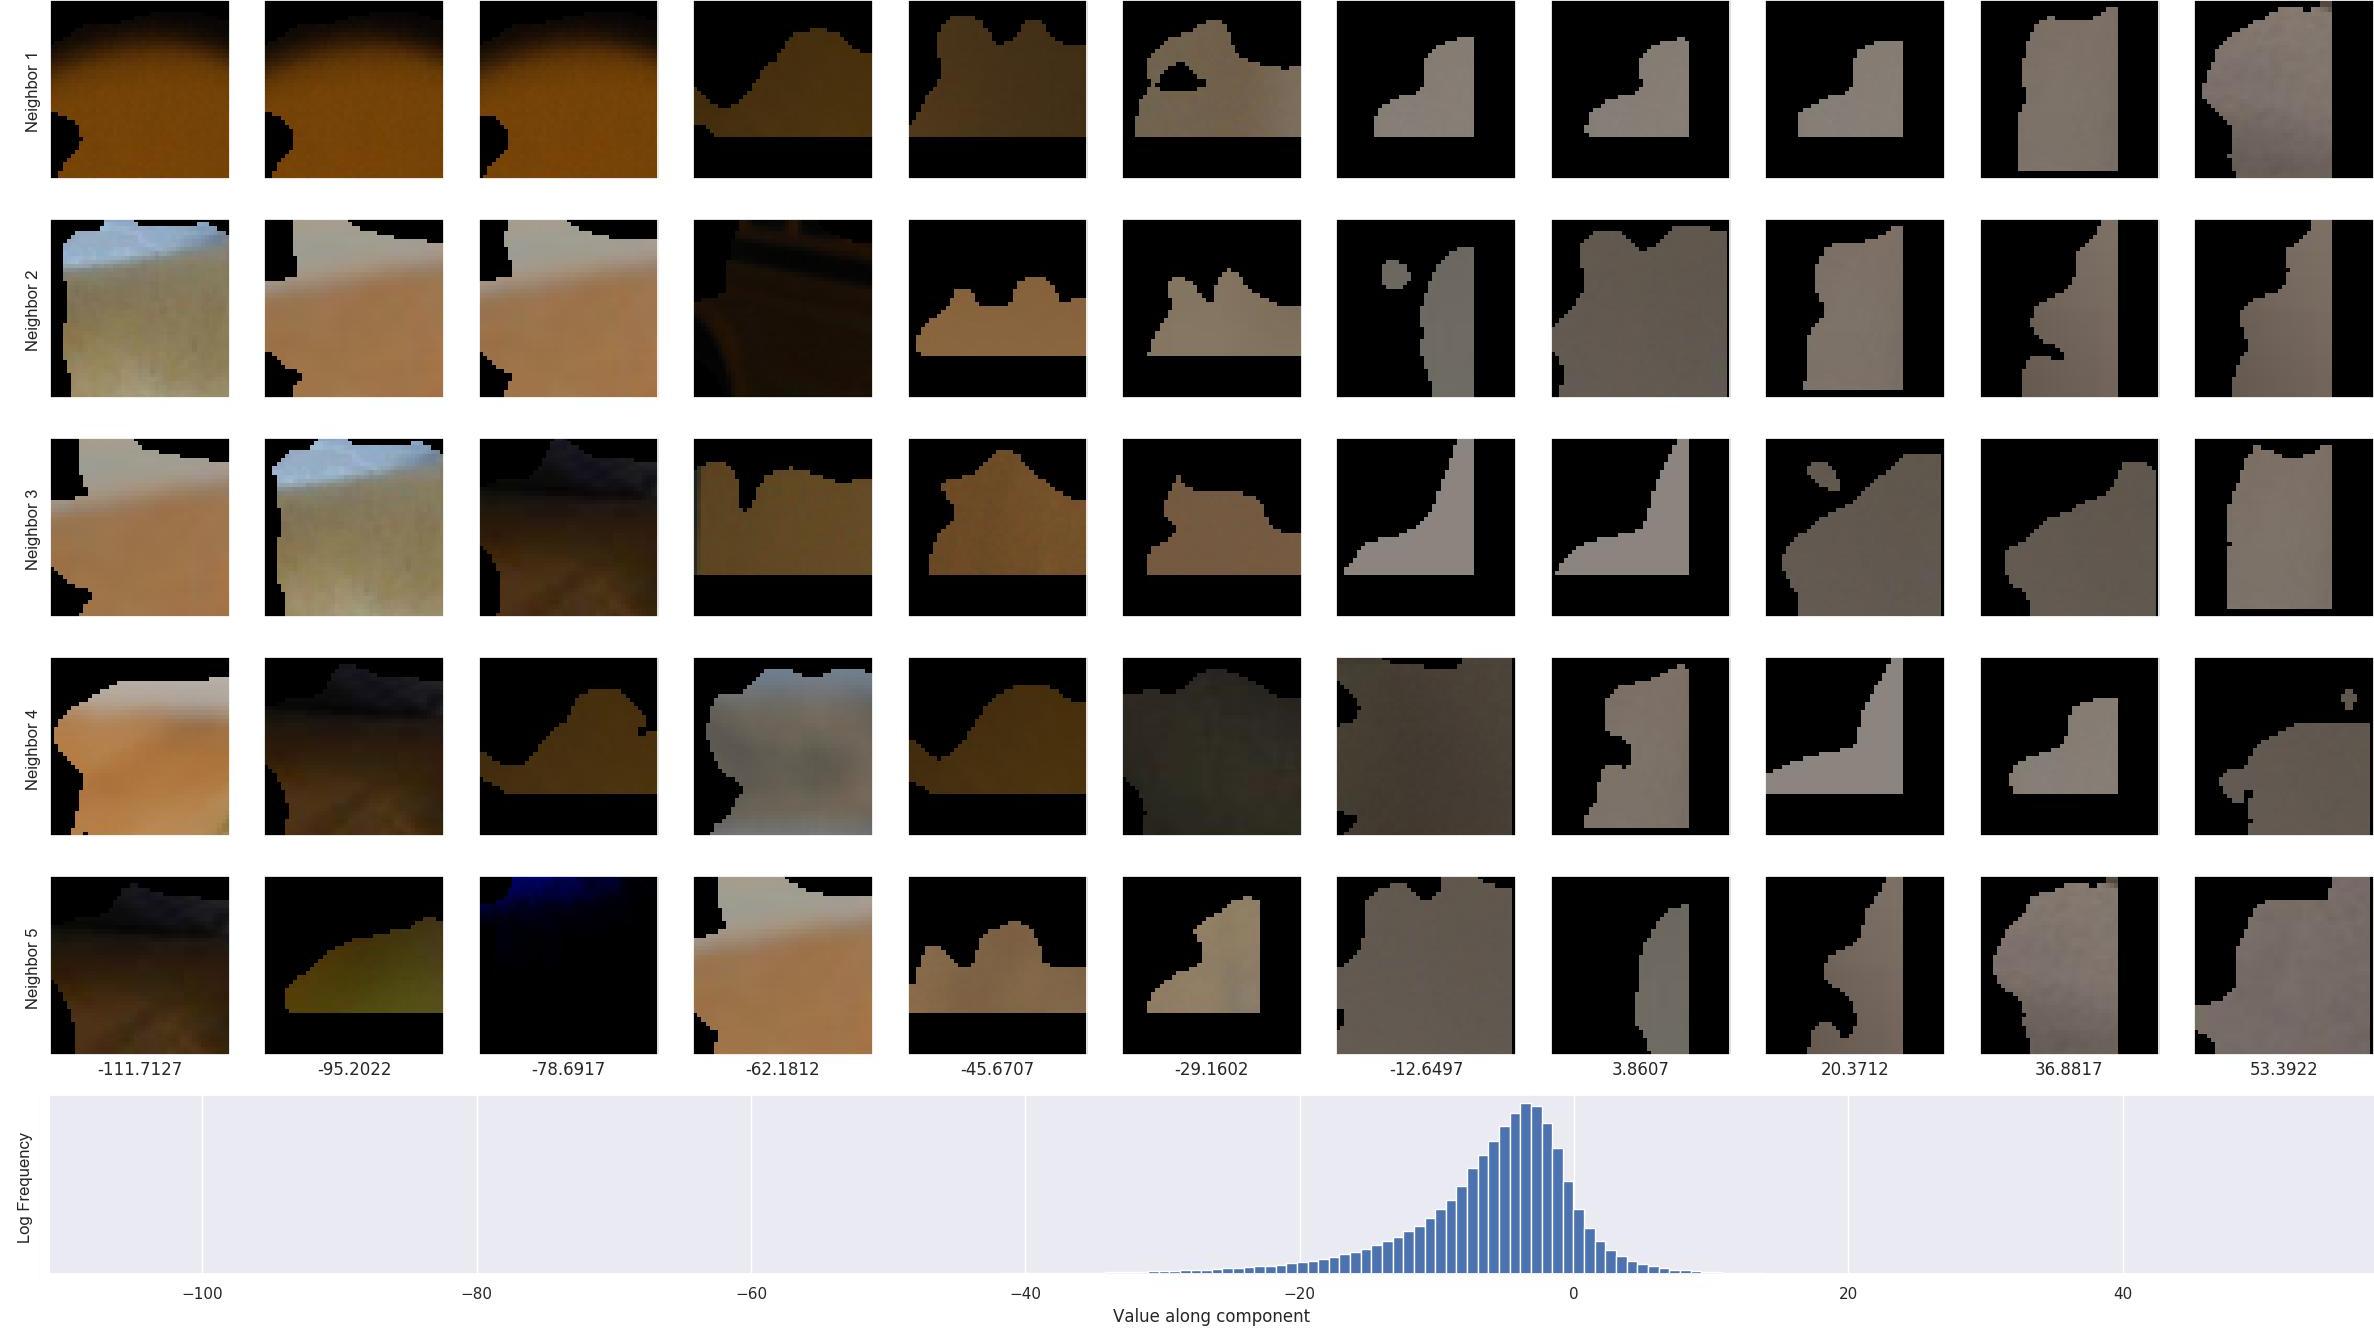 Neighbor 1
Neighbor 2
Neighbor 3
Neighbor 4
Neighbor 5
-111.7127 -95.2022 -78.6917 -62.1812 -45.6707 -29.1602 -12.6497 3.8607 20.3712 36.8817 53.3922
Log Frequency
−100 −80 −60 −40 −20 0 20 40
Value along component